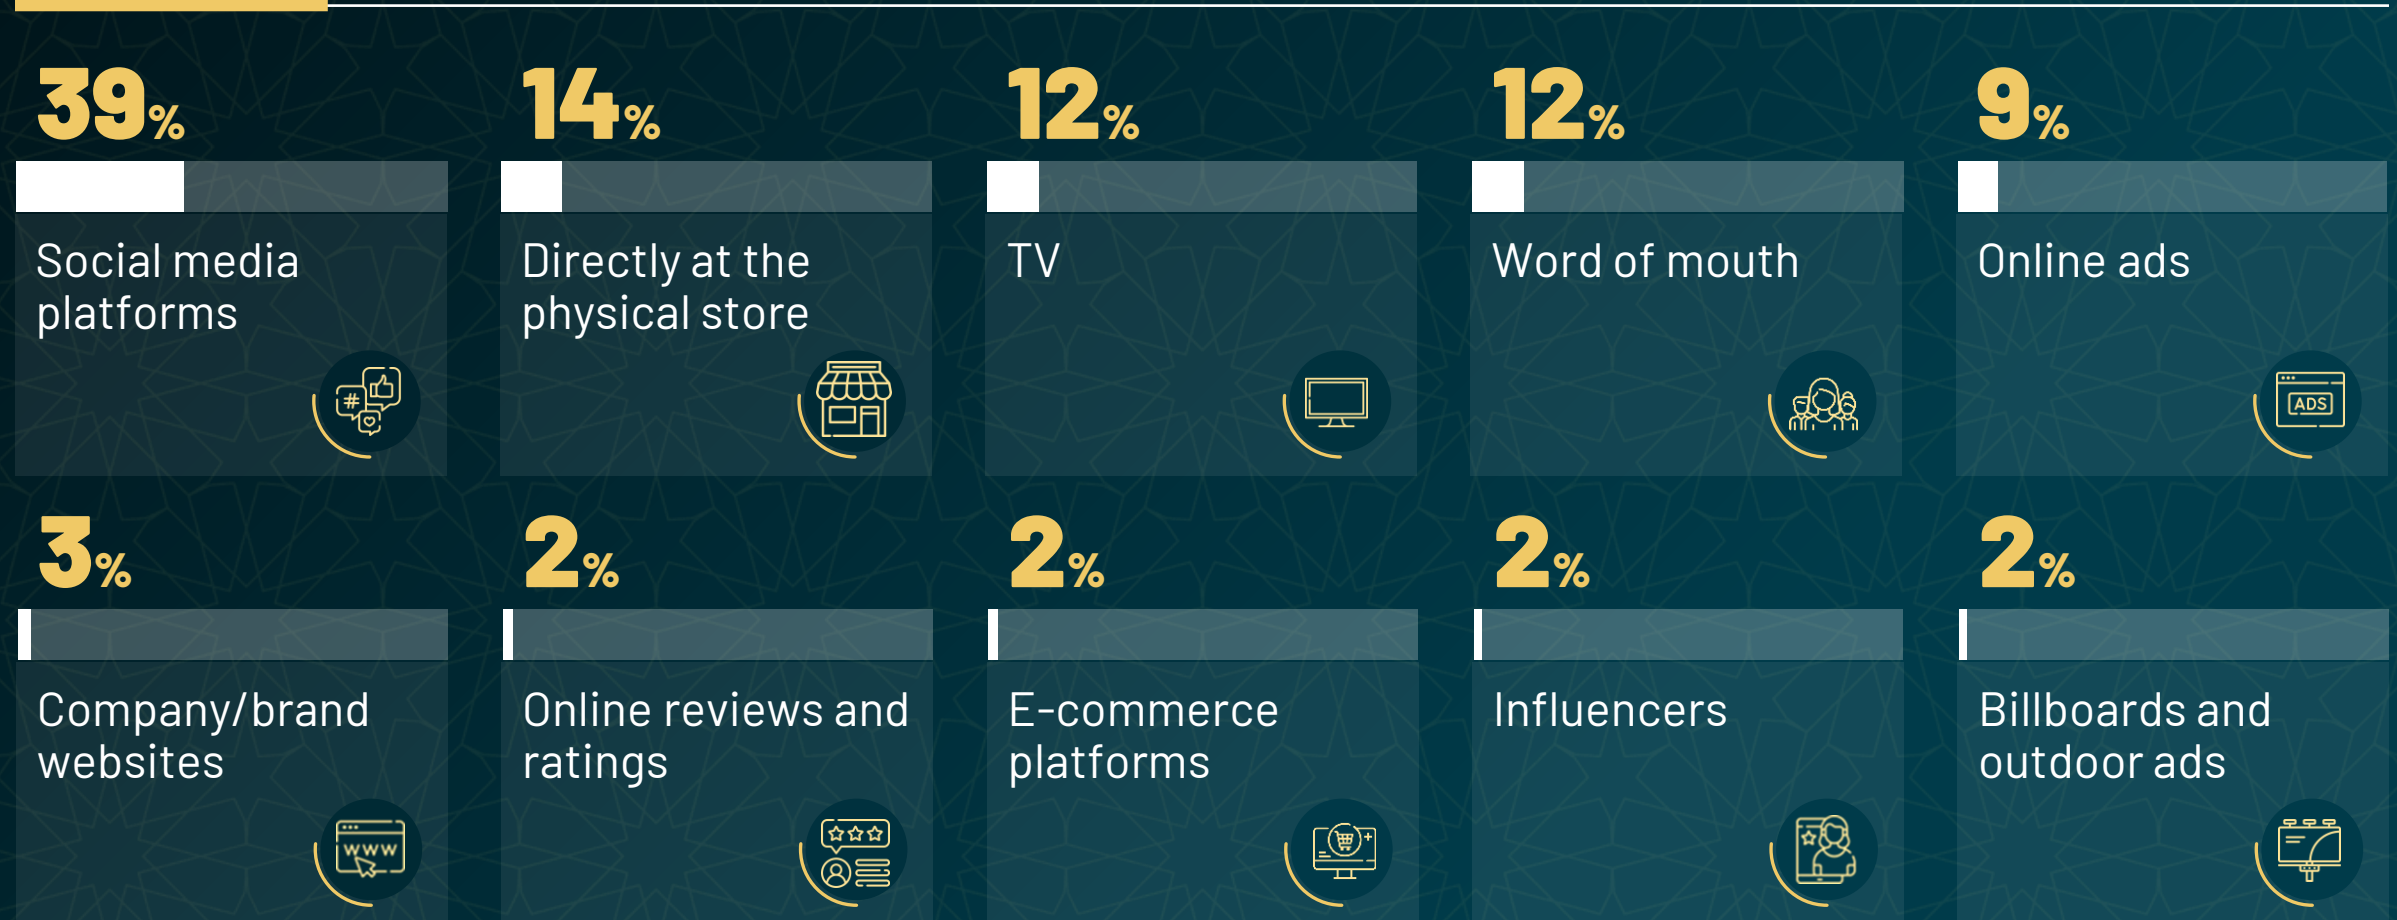 39%
14%
12%
12%
9%
Social media
platforms
Directly at the
physical store
TV
Word of mouth
Online ads
#
ADS
3%
2%
2%
2%
2%
Company/brand
websites
Online reviews and
ratings
E-commerce
platforms
Influencers
Billboards and
outdoor ads
WWW